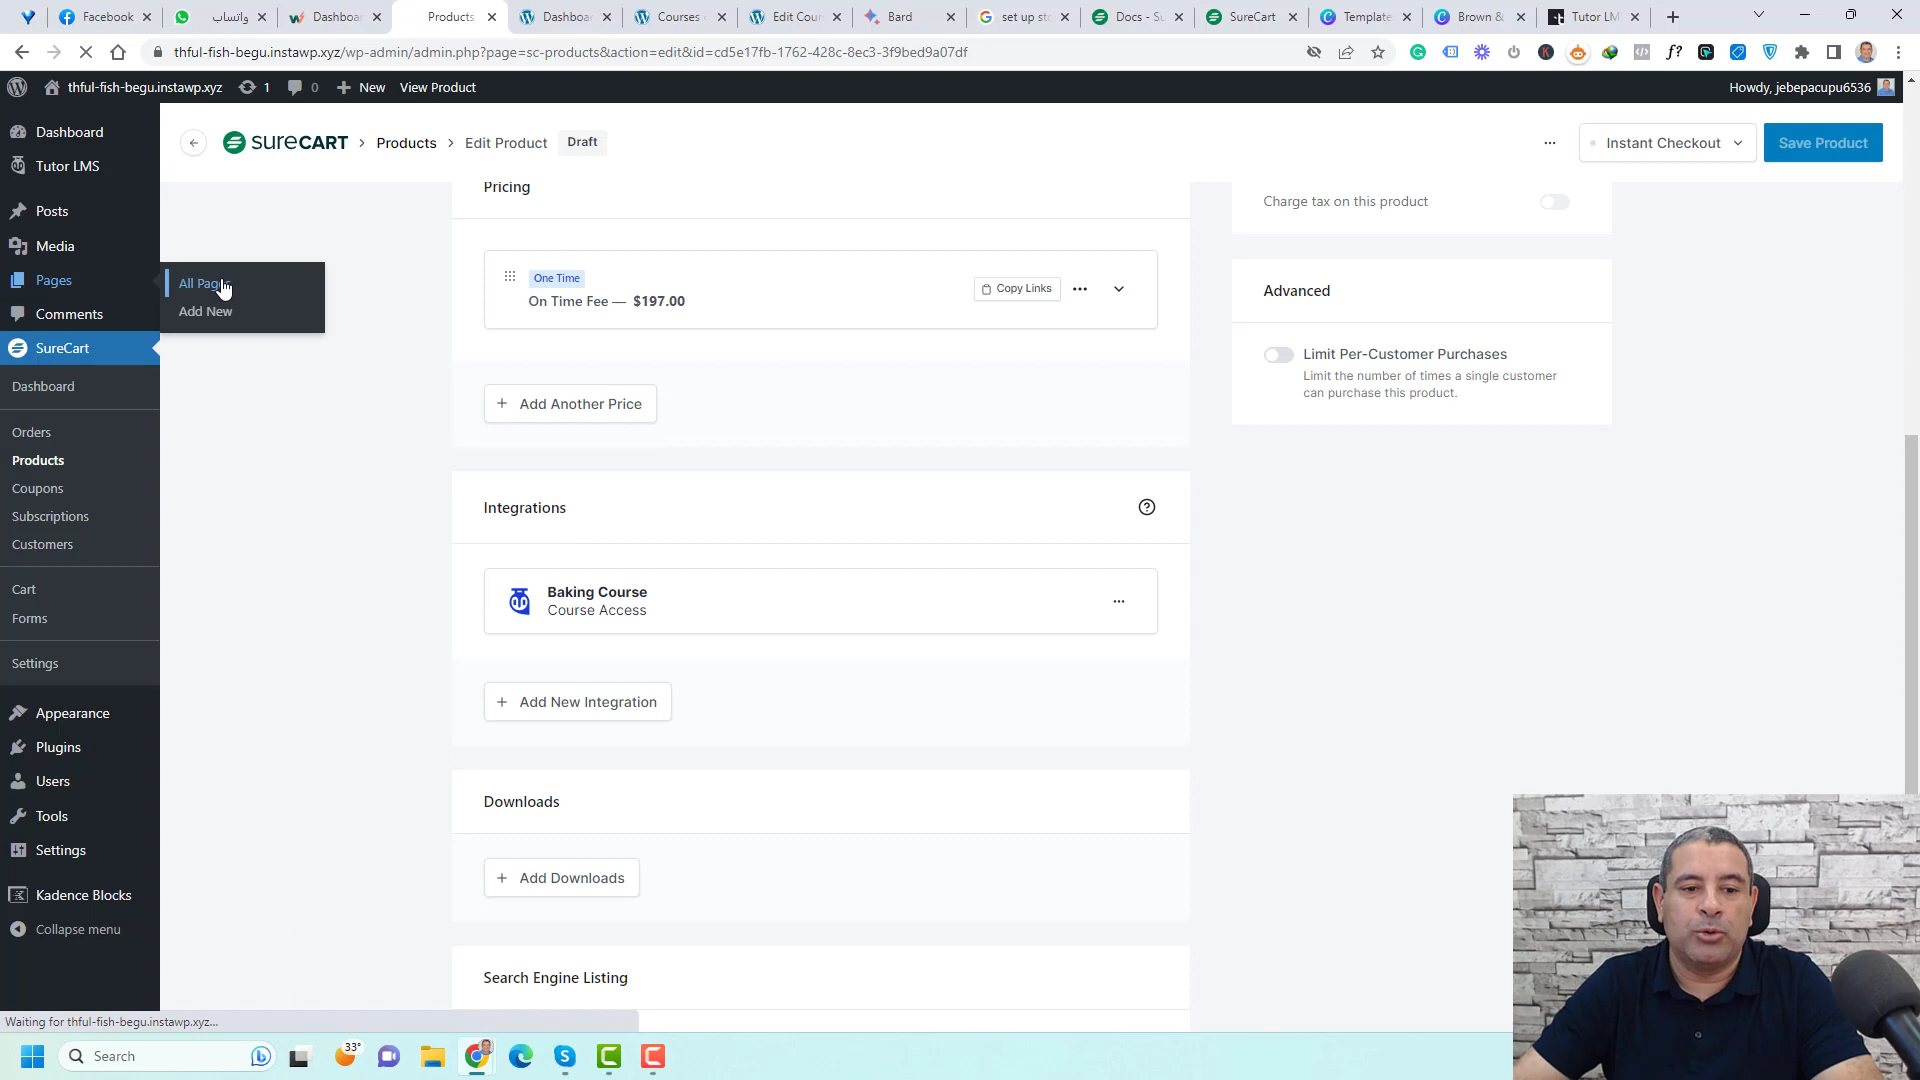 Facebook
واتساب
Dashboar
Products
Dashboa
Courses
Edit Cou
Bard
set up sto
Docs - Su
SureCart
Template
Brown &
Tutor LM
thful-fish-begu.instawp.xyz/wp-admin/admin.php?page=sc-products&action=edit&id=cd5e17fb-1762-428c-8ec3-3f9bed9a07df
thful-fish-begu.instawp.xyz
1
0
New
View Product
Howdy, jebepacupu6536
Dashboard
Tutor LMS
Posts
Media
Pages
All Pages
Add New
Comments
SureCart
Dashboard
Orders
Products
Coupons
Subscriptions
Customers
Cart
Forms
Settings
Appearance
Plugins
Users
Tools
Settings
Kadence Blocks
Collapse menu
SURECART
Products
Edit Product
Draft
Instant Checkout
Save Product
Pricing
One Time
On Time Fee — $197.00
Copy Links
+ Add Another Price
Integrations
Baking Course
Course Access
+ Add New Integration
Downloads
+ Add Downloads
Search Engine Listing
Charge tax on this product
Advanced
Limit Per-Customer Purchases
Limit the number of times a single customer
can purchase this product.
Waiting for thful-fish-begu.instawp.xyz...
Search
33°